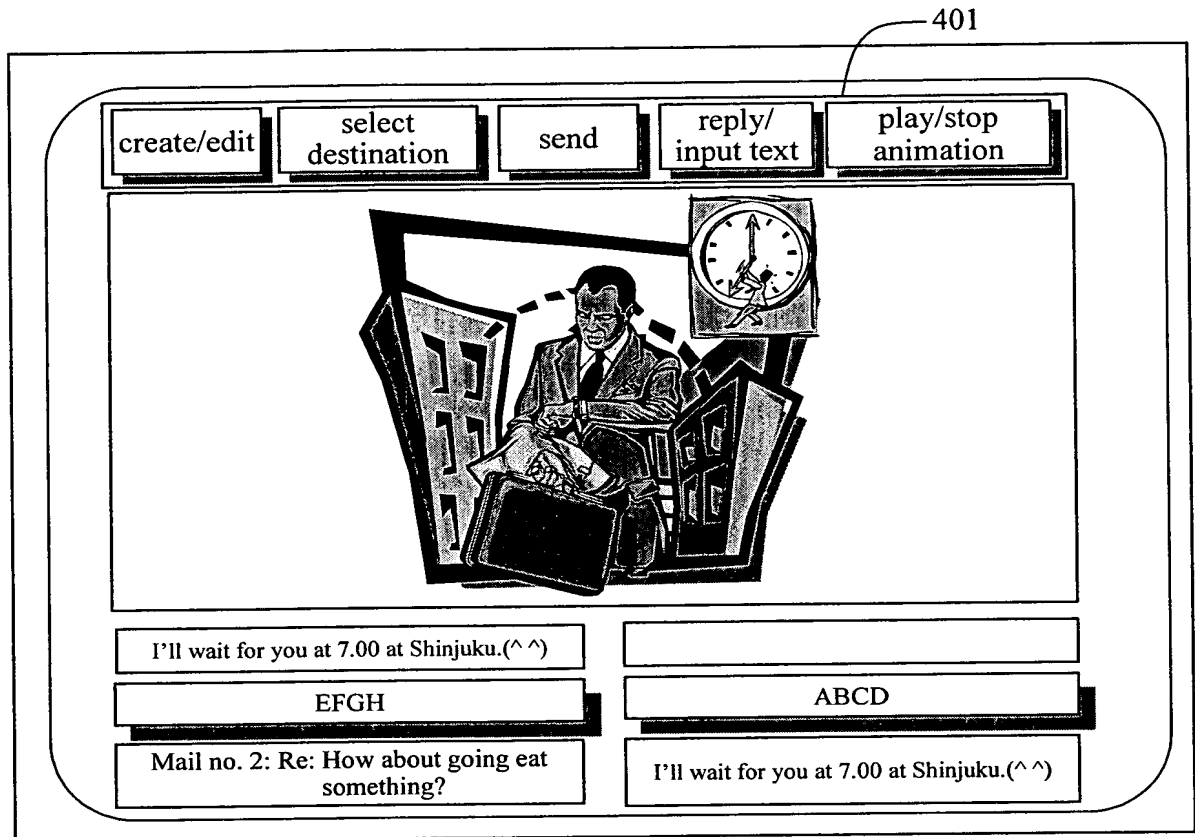 401
create/edit
select
destination
send
reply/
input text
play/stop
animation
I'll wait for you at 7.00 at Shinjuku.(^ ^)
EFGH
ABCD
Mail no. 2: Re: How about going eat
something?
I'll wait for you at 7.00 at Shinjuku.(^ ^)